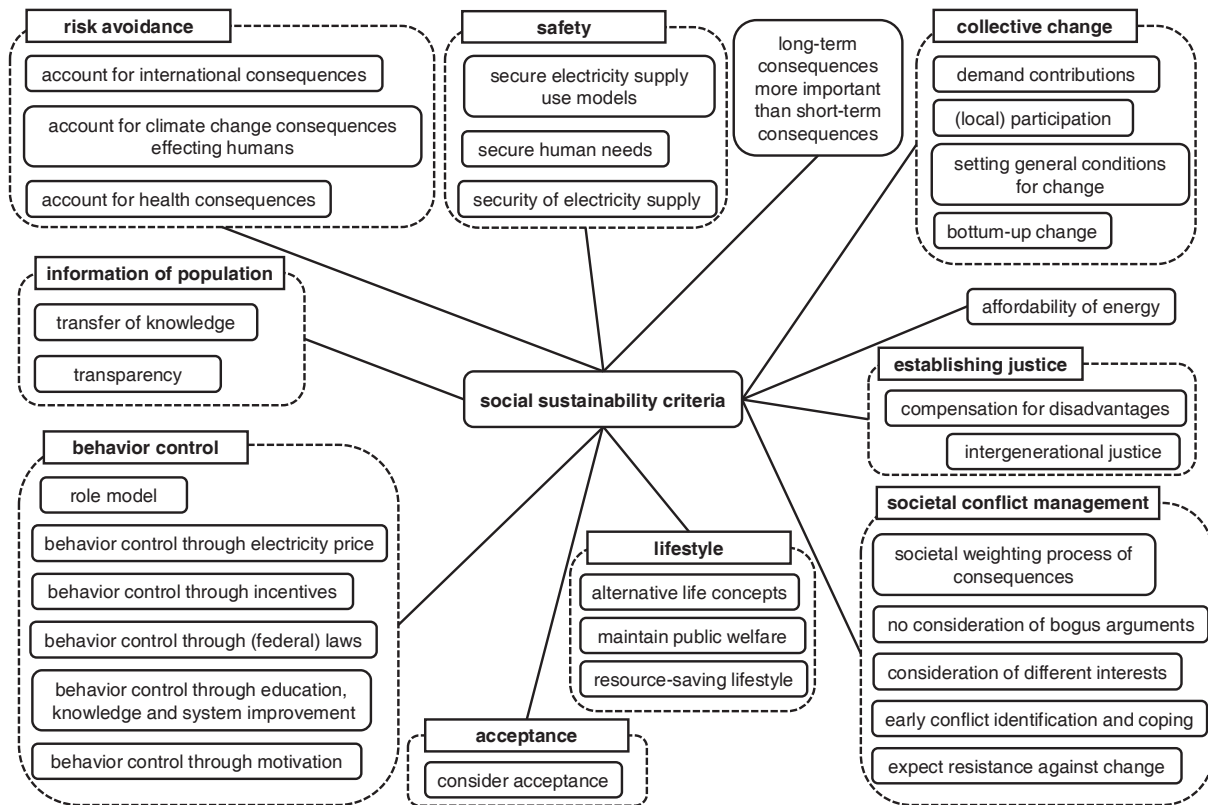 risk avoidance
account for international consequences
account for climate change consequences
effecting humans
account for health consequences
safety
secure electricity supply
use models
secure human needs
security of electricity supply
long-term
consequences
more important
than short-term
consequences
collective change
demand contributions
(local) participation
setting general conditions
for change
bottum-up change
information of population
transfer of knowledge
transparency
social sustainability criteria
affordability of energy
establishing justice
compensation for disadvantages
intergenerational justice
behavior control
role model
behavior control through electricity price
behavior control through incentives
behavior control through (federal) laws
behavior control through education,
knowledge and system improvement
behavior control through motivation
acceptance
consider acceptance
lifestyle
alternative life concepts
maintain public welfare
resource-saving lifestyle
societal conflict management
societal weighting process of
consequences
no consideration of bogus arguments
consideration of different interests
early conflict identification and coping
expect resistance against change